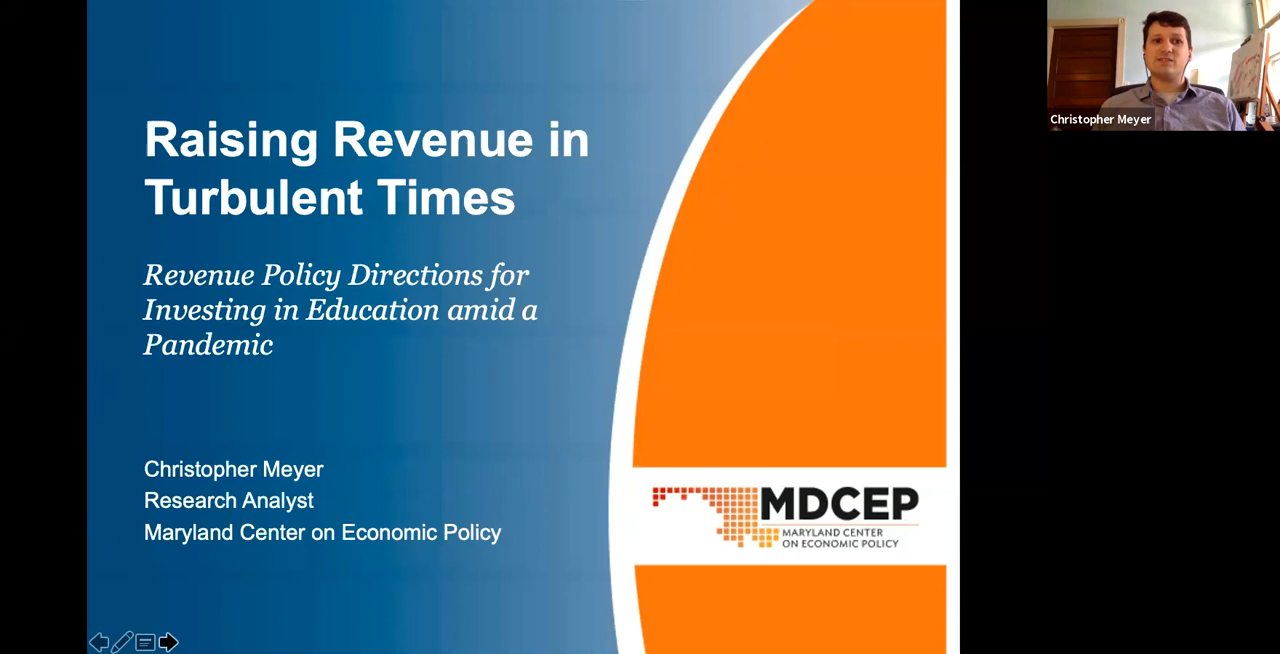 Raising Revenue in
Turbulent Times
Revenue Policy Directions for
Investing in Education amid a
Pandemic
Christopher Meyer
Research Analyst
Maryland Center on Economic Policy
MDCEP
MARYLAND CENTER
ON ECONOMIC POLICY
Christopher Meyer